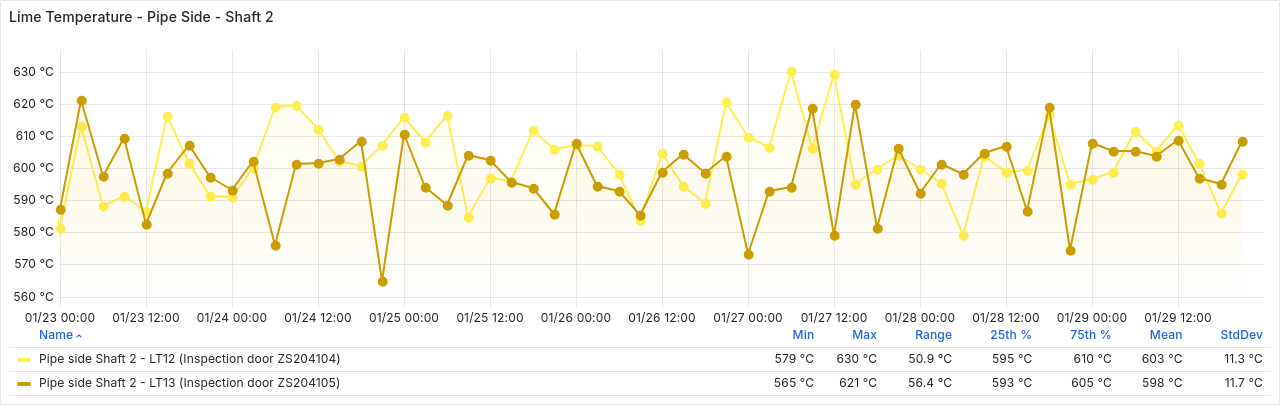 Lime Temperature - Pipe Side - Shaft 2
630 °C
620 °C
610 °C
600 °C
590 °C
580 °C
570 °C
560 °C
01/23 00:00 01/23 12:00 01/24 00:00 01/24 12:00 01/25 00:00 01/25 12:00 01/26 00:00 01/26 12:00 01/27 00:00 01/27 12:00 01/28 00:00 01/28 12:00 01/29 00:00 01/29 12:00
Name Min Max Range 25th % 75th % Mean StdDev
Pipe side Shaft 2 - LT12 (Inspection door ZS204104) 579 °C 630 °C 50.9 °C 595 °C 610 °C 603 °C 11.3 °C
Pipe side Shaft 2 - LT13 (Inspection door ZS204105) 565 °C 621 °C 56.4 °C 593 °C 605 °C 598 °C 11.7 °C